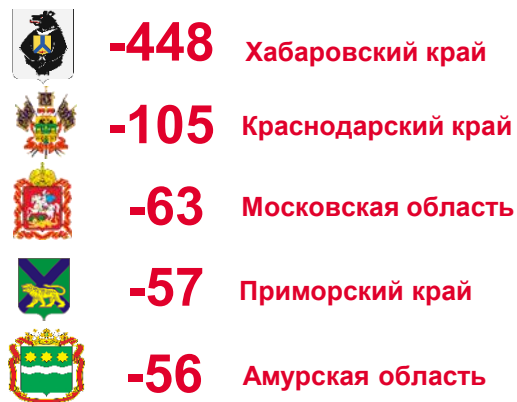 -448 Хабаровский край
-105 Краснодарский край
-63 Московская область
-57 Приморский край
-56 Амурская область